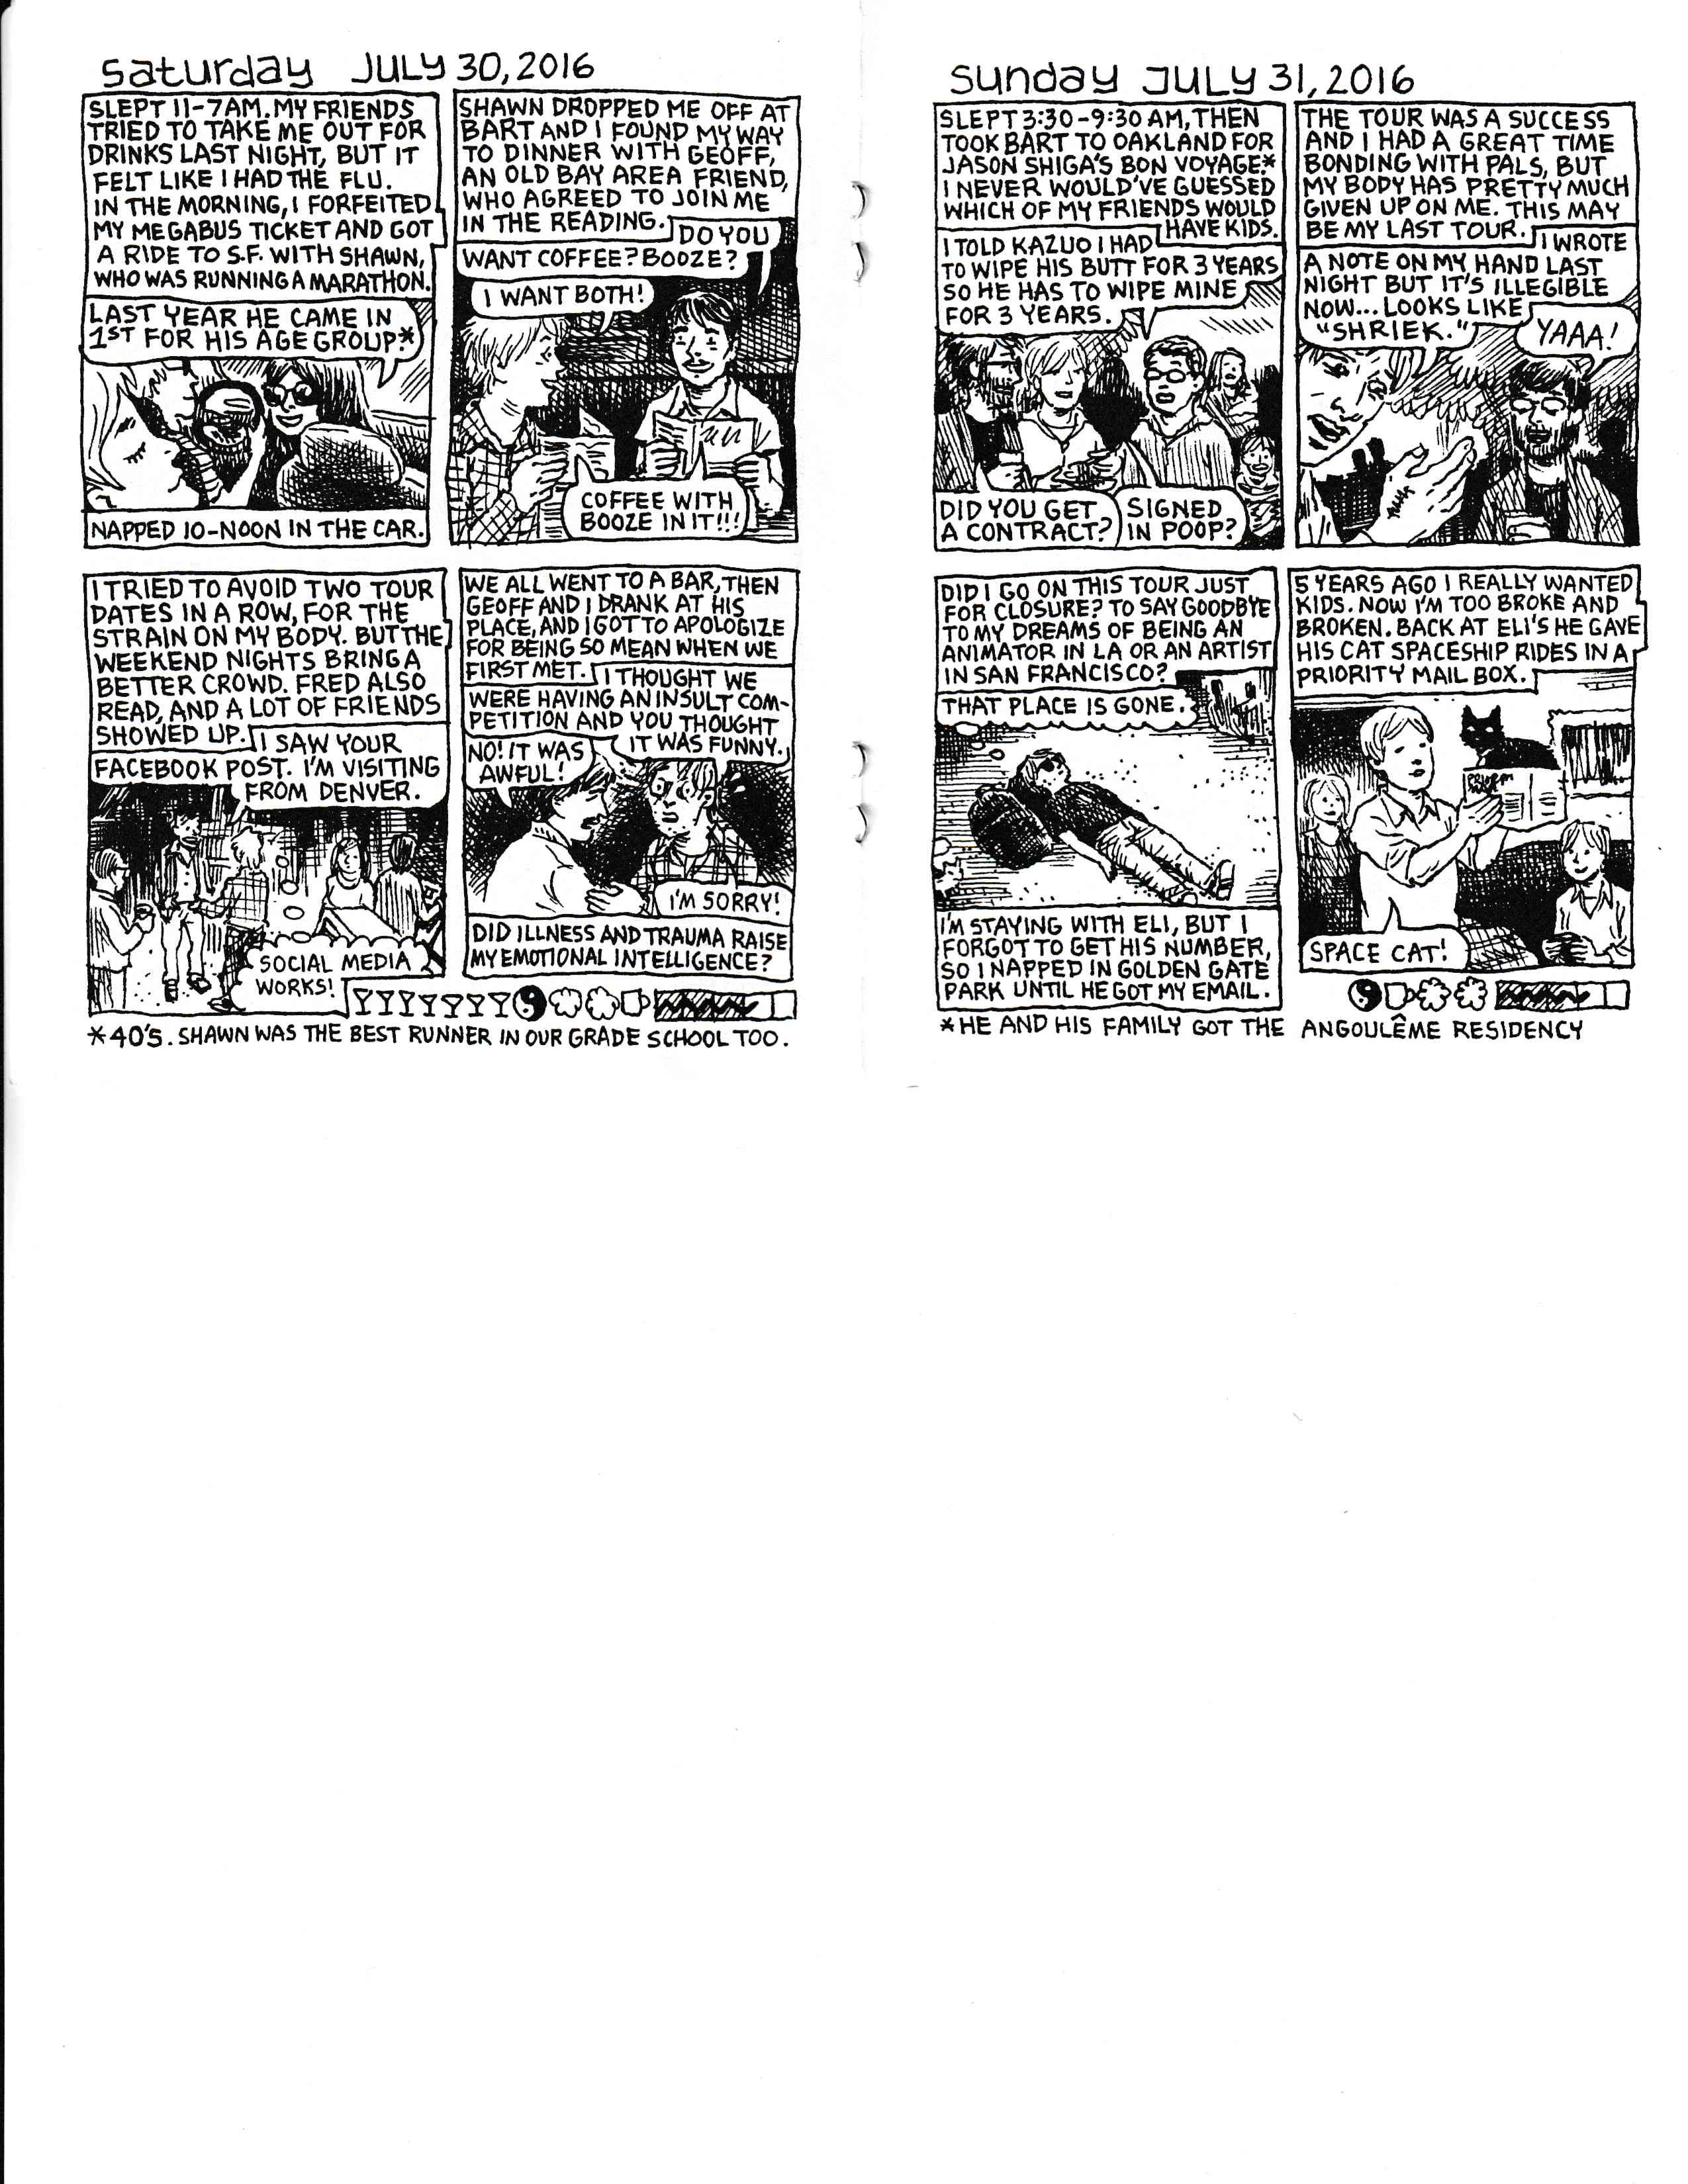 Saturday JULY 30, 2016
SLEPT 11-7AM. MY FRIENDS
TRIED TO TAKE ME OUT FOR
DRINKS LAST NIGHT, BUT IT
FELT LIKE I HAD THE FLU.
IN THE MORNING, I FORFEITED
MY MEGABUS TICKET AND GOT
A RIDE TO S.F. WITH SHAWN,
WHO WAS RUNNING A MARATHON.
LAST YEAR HE CAME IN
1ST FOR HIS AGE GROUP.*
NAPPED 10-NOON IN THE CAR.
SHAWN DROPPED ME OFF AT
BART AND I FOUND MY WAY
TO DINNER WITH GEOFF,
AN OLD BAY AREA FRIEND,
WHO AGREED TO JOIN ME
IN THE READING.
DO YOU
WANT COFFEE? BOOZE?
I WANT BOTH!
COFFEE WITH
BOOZE IN IT!!!
I TRIED TO AVOID TWO TOUR
DATES IN A ROW, FOR THE
STRAIN ON MY BODY. BUT THE
WEEKEND NIGHTS BRING A
BETTER CROWD. FRED ALSO
READ, AND A LOT OF FRIENDS
SHOWED UP.
I SAW YOUR
FACEBOOK POST. I'M VISITING
FROM DENVER.
SOCIAL MEDIA
WORKS!
WE ALL WENT TO A BAR, THEN
GEOFF AND I DRANK AT HIS
PLACE, AND I GOT TO APOLOGIZE
FOR BEING SO MEAN WHEN WE
FIRST MET.
I THOUGHT WE
WERE HAVING AN INSULT COM-
PETITION AND YOU THOUGHT
IT WAS FUNNY.
NO! IT WAS
AWFUL!
I'M SORRY!
DID ILLNESS AND TRAUMA RAISE
MY EMOTIONAL INTELLIGENCE?
*40'S. SHAWN WAS THE BEST RUNNER IN OUR GRADE SCHOOL TOO.
Sunday JULY 31, 2016
SLEPT 3:30-9:30 AM, THEN
TOOK BART TO OAKLAND FOR
JASON SHIGA'S BON VOYAGE.*
I NEVER WOULD'VE GUESSED
WHICH OF MY FRIENDS WOULD
HAVE KIDS.
I TOLD KAZUO I HAD
TO WIPE HIS BUTT FOR 3 YEARS
SO HE HAS TO WIPE MINE
FOR 3 YEARS.
DID YOU GET
A CONTRACT?
SIGNED
IN POOP?
THE TOUR WAS A SUCCESS
AND I HAD A GREAT TIME
BONDING WITH PALS, BUT
MY BODY HAS PRETTY MUCH
GIVEN UP ON ME. THIS MAY
BE MY LAST TOUR.
I WROTE
A NOTE ON MY HAND LAST
NIGHT BUT IT'S ILLEGIBLE
NOW... LOOKS LIKE
"SHRIEK."
YAAA!
DID I GO ON THIS TOUR JUST
FOR CLOSURE? TO SAY GOODBYE
TO MY DREAMS OF BEING AN
ANIMATOR IN LA OR AN ARTIST
IN SAN FRANCISCO?
THAT PLACE IS GONE.
I'M STAYING WITH ELI, BUT I
FORGOT TO GET HIS NUMBER,
SO I NAPPED IN GOLDEN GATE
PARK UNTIL HE GOT MY EMAIL.
5 YEARS AGO I REALLY WANTED
KIDS. NOW I'M TOO BROKE AND
BROKEN. BACK AT ELI'S HE GAVE
HIS CAT SPACESHIP RIDES IN A
PRIORITY MAIL BOX.
SPACE CAT!
*HE AND HIS FAMILY GOT THE ANGOULÊME RESIDENCY